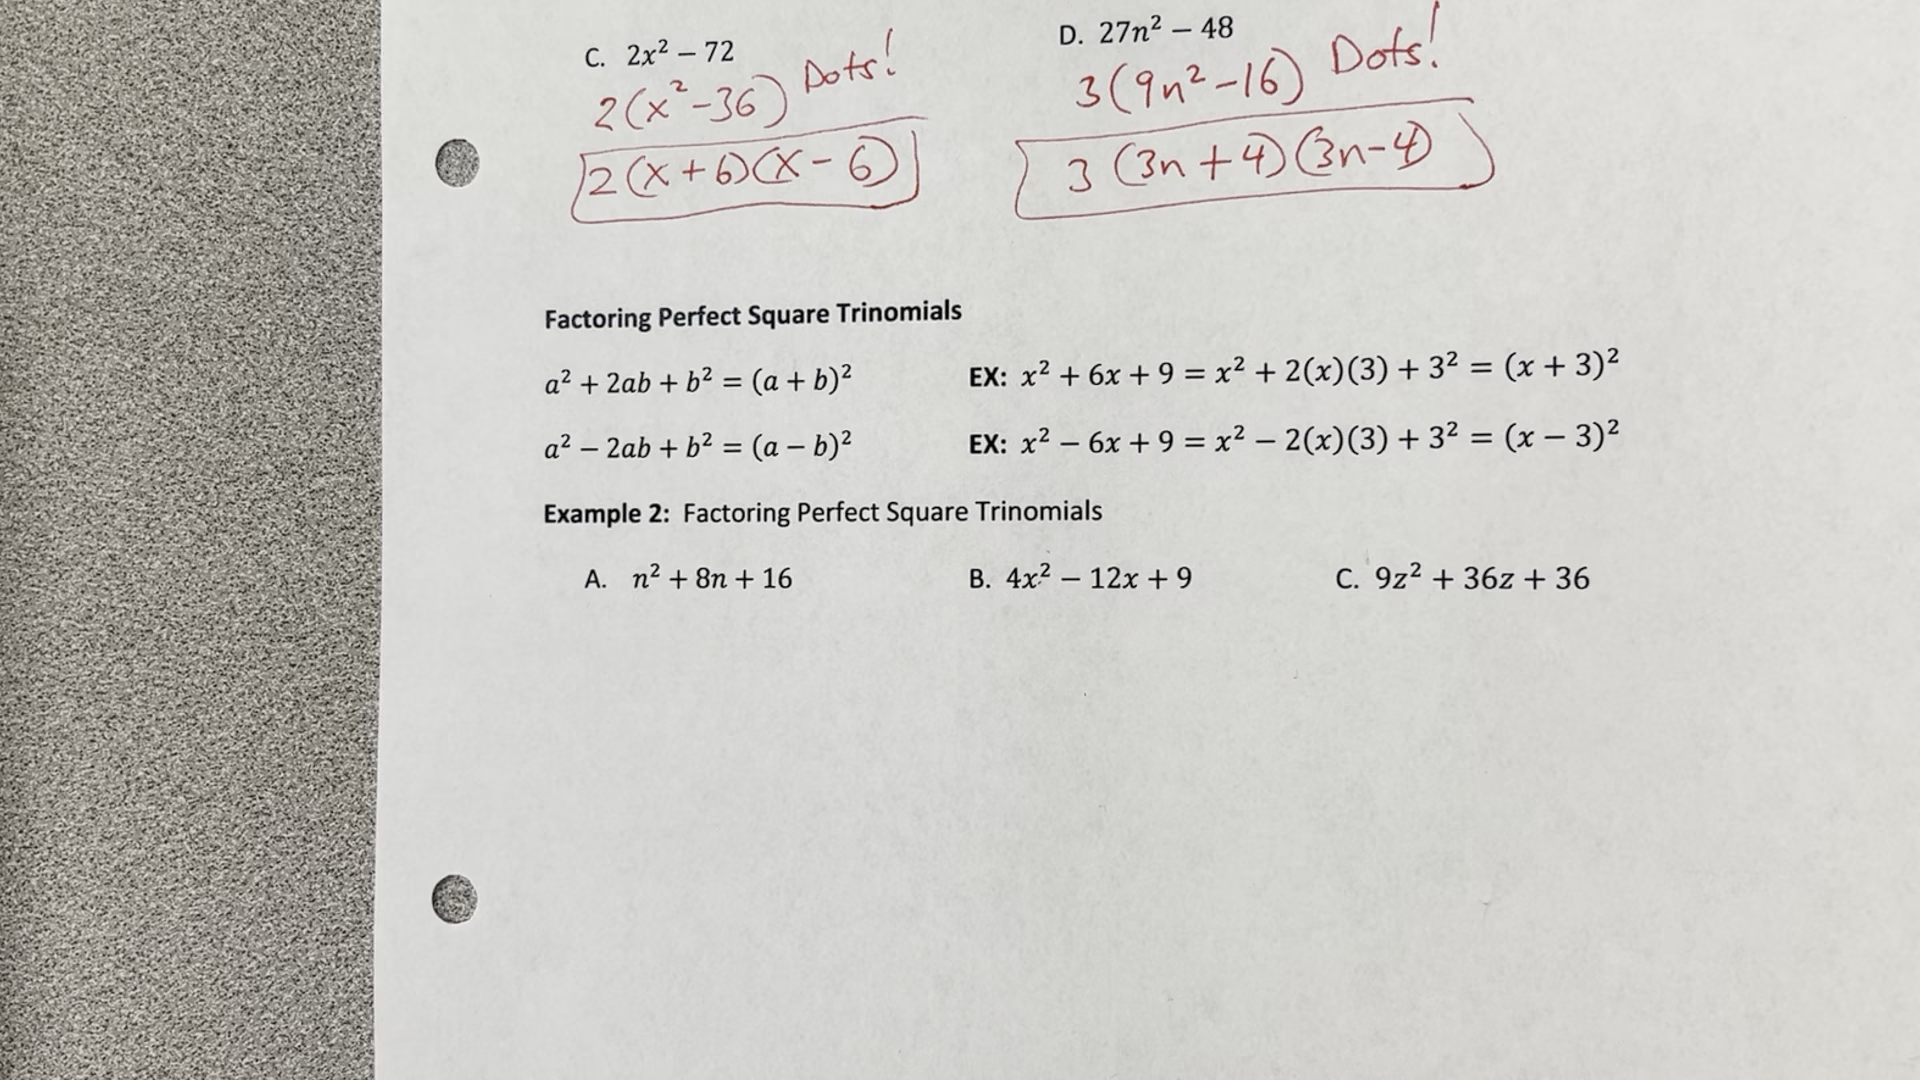 C. 2x² – 72
2(x²-36) Dots!
2(x+6)(x-6)
D. 27n² – 48
3(9n²-16) Dots!
3(3n+4)(3n-4)
Factoring Perfect Square Trinomials
a² + 2ab + b² = (a + b)²
EX: x² + 6x + 9 = x² + 2(x)(3) + 3² = (x + 3)²
a² – 2ab + b² = (a – b)²
EX: x² – 6x + 9 = x² – 2(x)(3) + 3² = (x – 3)²
Example 2: Factoring Perfect Square Trinomials
A. n² + 8n + 16
B. 4x² – 12x + 9
C. 9z² + 36z + 36